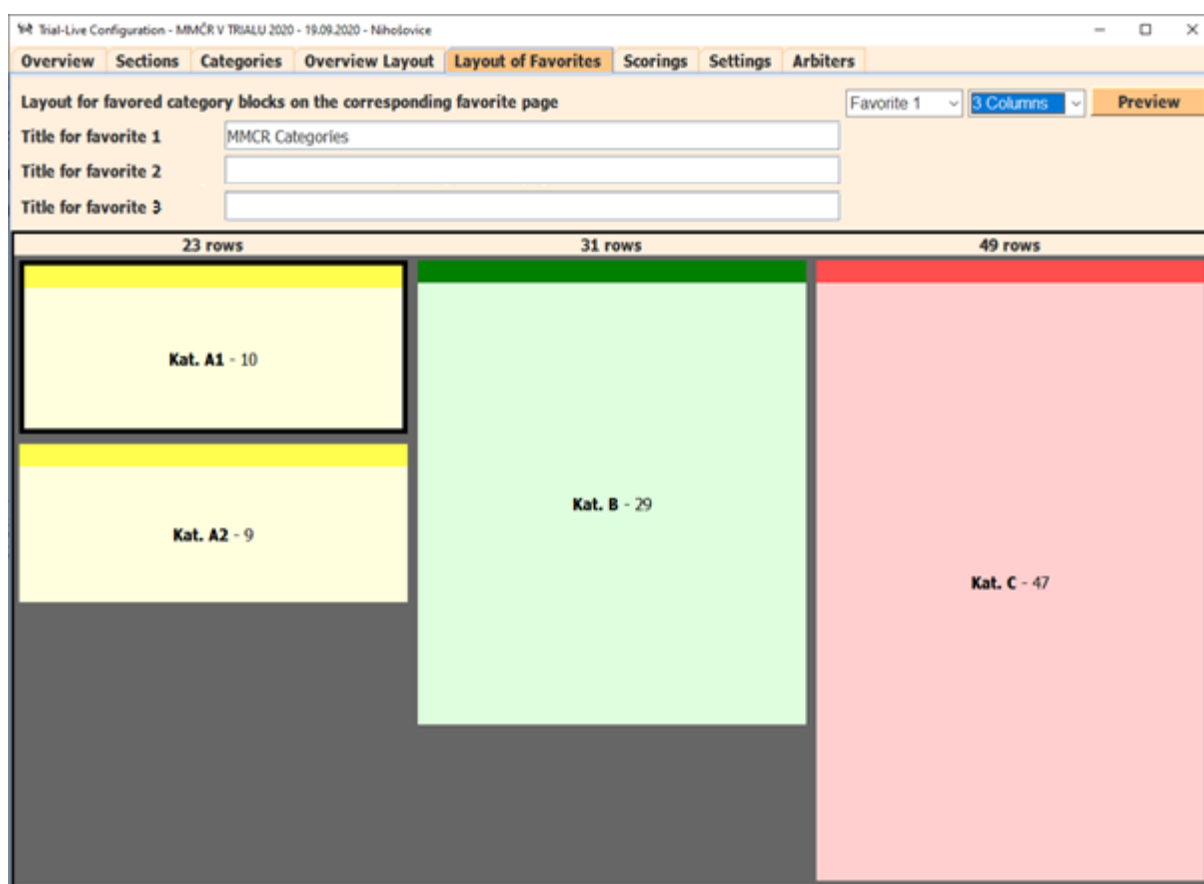 Trial-Live Configuration - MMČR V TRIALU 2020 - 19.09.2020 - Nihošovice
Overview Sections Categories Overview Layout Layout of Favorites Scorings Settings Arbiters
Layout for favored category blocks on the corresponding favorite page Favorite 1 3 Columns Preview
Title for favorite 1 MMCR Categories
Title for favorite 2
Title for favorite 3
23 rows 31 rows 49 rows
Kat. A1 - 10
Kat. B - 29
Kat. A2 - 9
Kat. C - 47